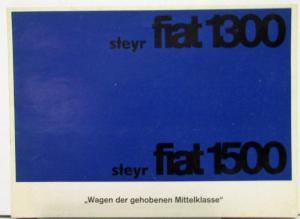 steyr fiat 1300
steyr fiat 1500
„Wagen der gehobenen Mittelklasse“